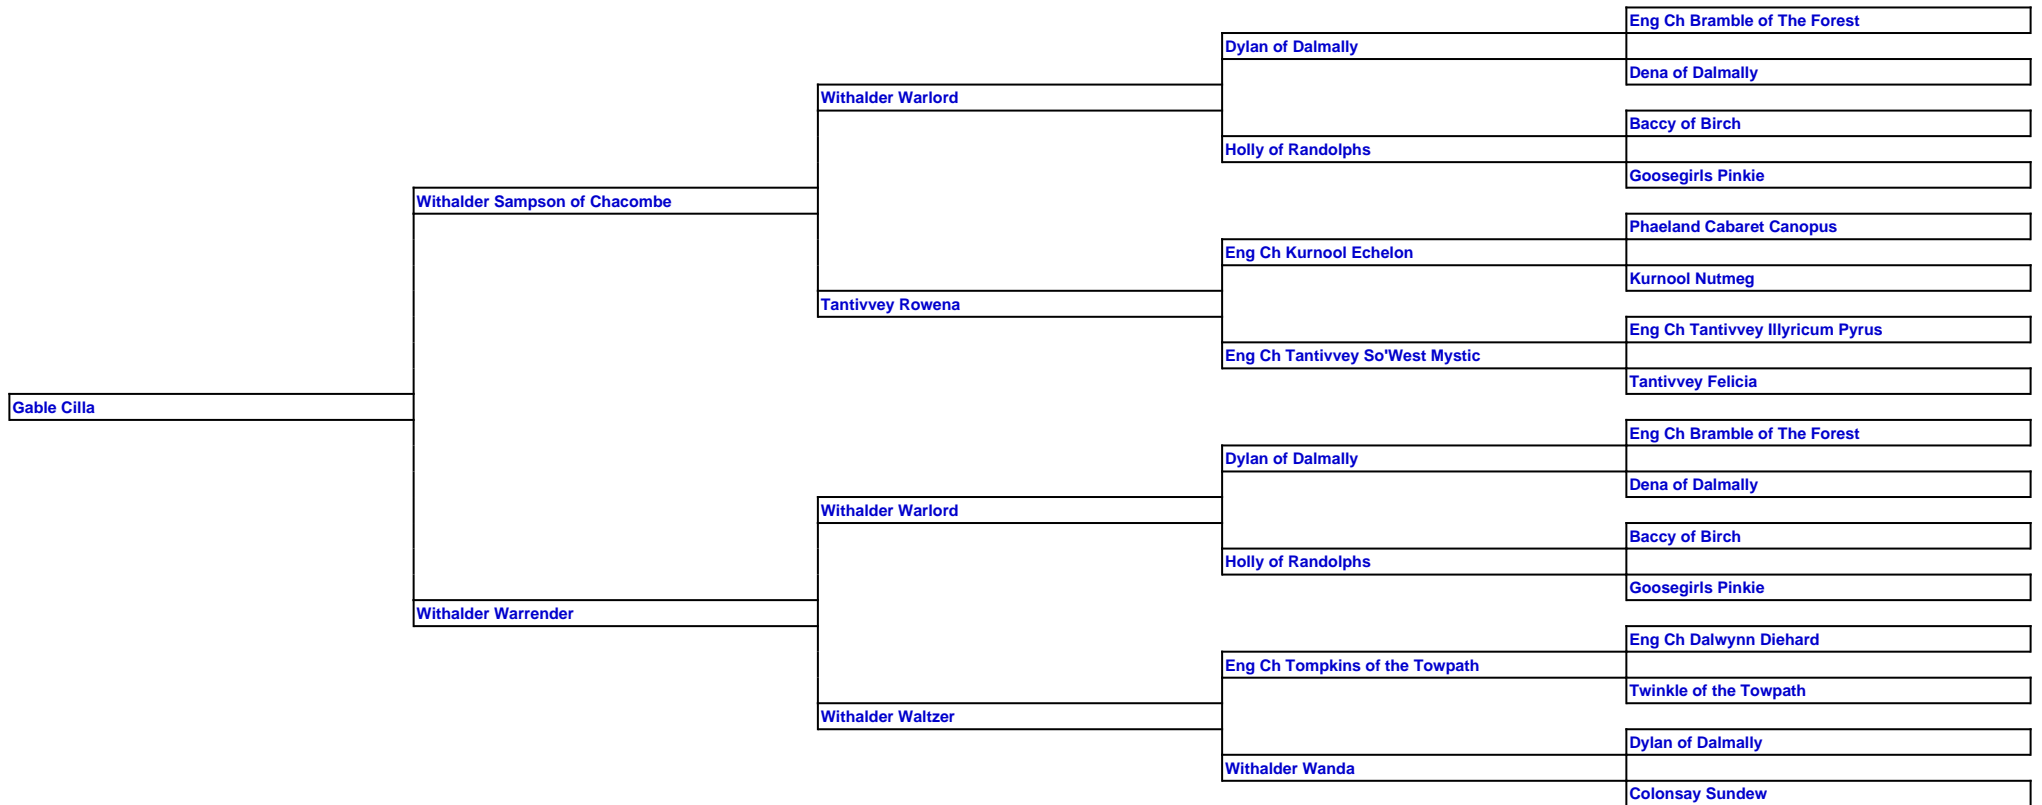 Eng Ch Bramble of The Forest
Dylan of Dalmally
Dena of Dalmally
Withalder Warlord
Baccy of Birch
Holly of Randolphs
Goosegirls Pinkie
Withalder Sampson of Chacombe
Phaeland Cabaret Canopus
Eng Ch Kurnool Echelon
Kurnool Nutmeg
Tantivvey Rowena
Eng Ch Tantivvey Illyricum Pyrus
Eng Ch Tantivvey So'West Mystic
Tantivvey Felicia
Gable Cilla
Eng Ch Bramble of The Forest
Dylan of Dalmally
Dena of Dalmally
Withalder Warlord
Baccy of Birch
Holly of Randolphs
Goosegirls Pinkie
Withalder Warrender
Eng Ch Dalwynn Diehard
Eng Ch Tompkins of the Towpath
Twinkle of the Towpath
Withalder Waltzer
Dylan of Dalmally
Withalder Wanda
Colonsay Sundew